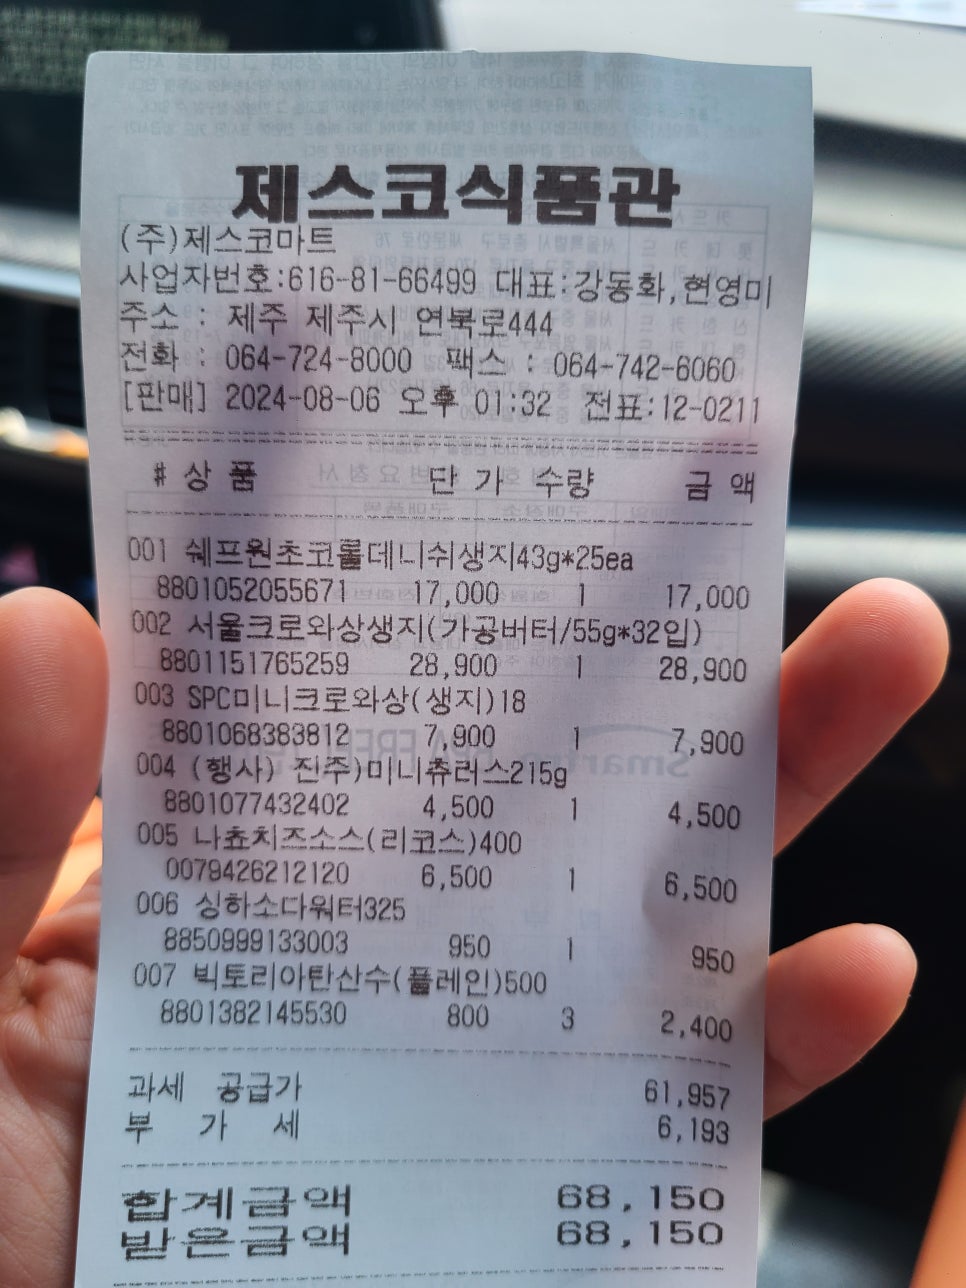 제스코식품관
(주)제스코마트
사업자번호:616-81-66499 대표:강동화,현영미
주소 : 제주 제주시 연북로444
전화 : 064-724-8000 팩스 : 064-742-6060
[판매] 2024-08-06 오후 01:32 전표:12-0211
# 상 품 단 가 수량 금 액
001 쉐프원초코롤데니쉬생지43g*25ea
8801052055671 17,000 1 17,000
002 서울크로와상생지(가공버터/55g*32입)
8801151765259 28,900 1 28,900
003 SPC미니크로와상(생지)18
8801068383812 7,900 1 7,900
004 (행사) 진주)미니츄러스215g
8801077432402 4,500 1 4,500
005 나쵸치즈소스(리코스)400
0079426212120 6,500 1 6,500
006 싱하소다워터325
8850999133003 950 1 950
007 빅토리아탄산수(플레인)500
8801382145530 800 3 2,400
과세 공급가 61,957
부 가 세 6,193
합계금액 68,150
받은금액 68,150